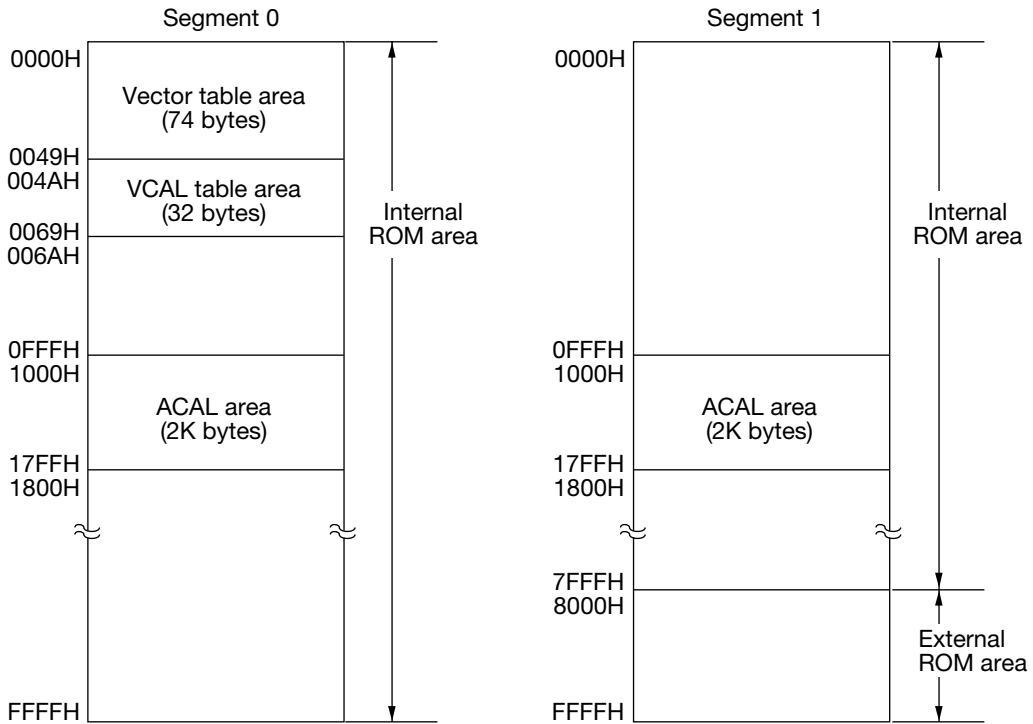 Segment 0
0000H
Vector table area
(74 bytes)
0049H
004AH
VCAL table area
(32 bytes)
0069H
006AH
Internal
ROM area
0FFFH
1000H
ACAL area
(2K bytes)
17FFH
1800H
FFFFH
Segment 1
0000H
Internal
ROM area
0FFFH
1000H
ACAL area
(2K bytes)
17FFH
1800H
7FFFH
8000H
External
ROM area
FFFFH